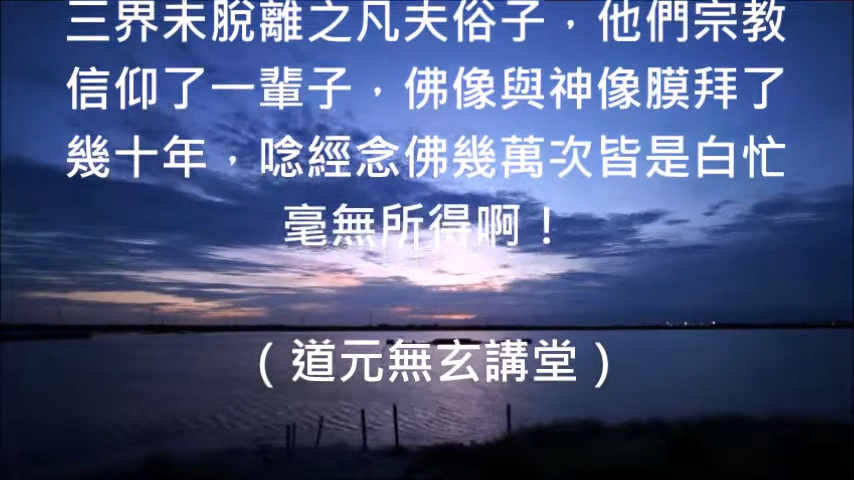 三界未脫離之凡夫俗子，他們宗教
信仰了一輩子，佛像與神像膜拜了
幾十年，唸經念佛幾萬次皆是白忙
毫無所得啊！
（道元無玄講堂）